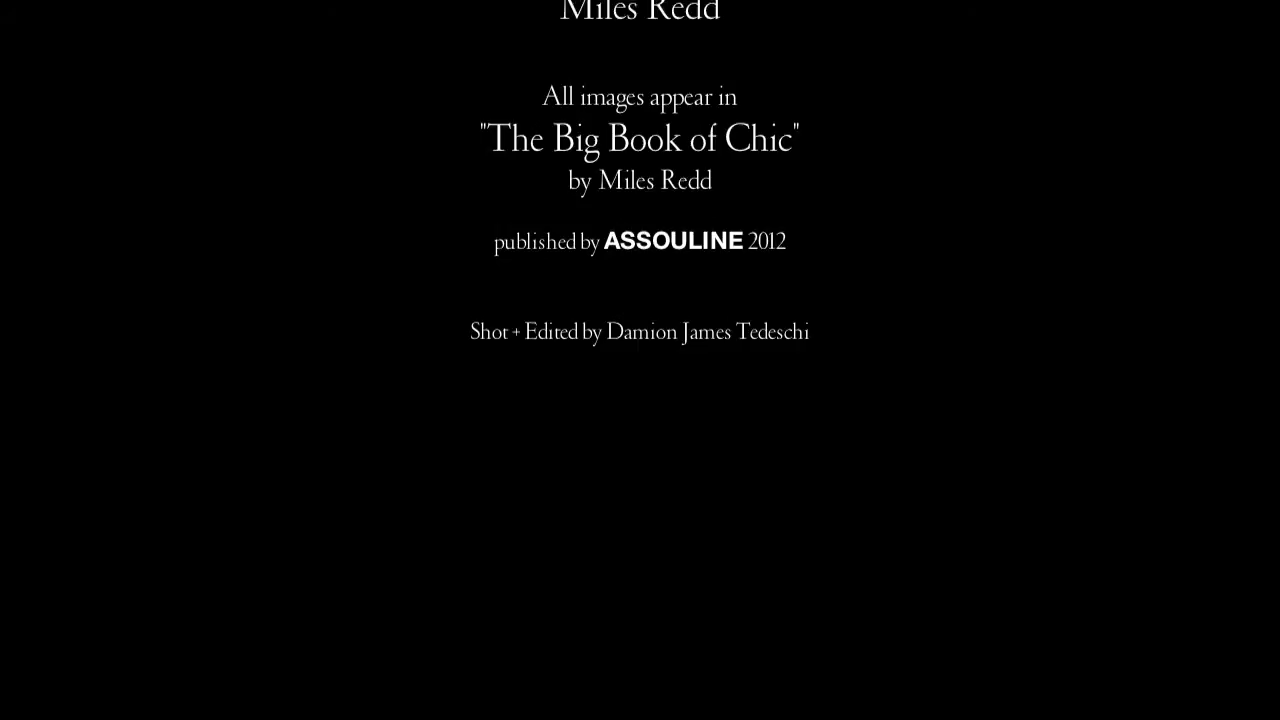 Miles Redd
All images appear in
"The Big Book of Chic"
by Miles Redd
published by ASSOULINE 2012
Shot + Edited by Damion James Tedeschi